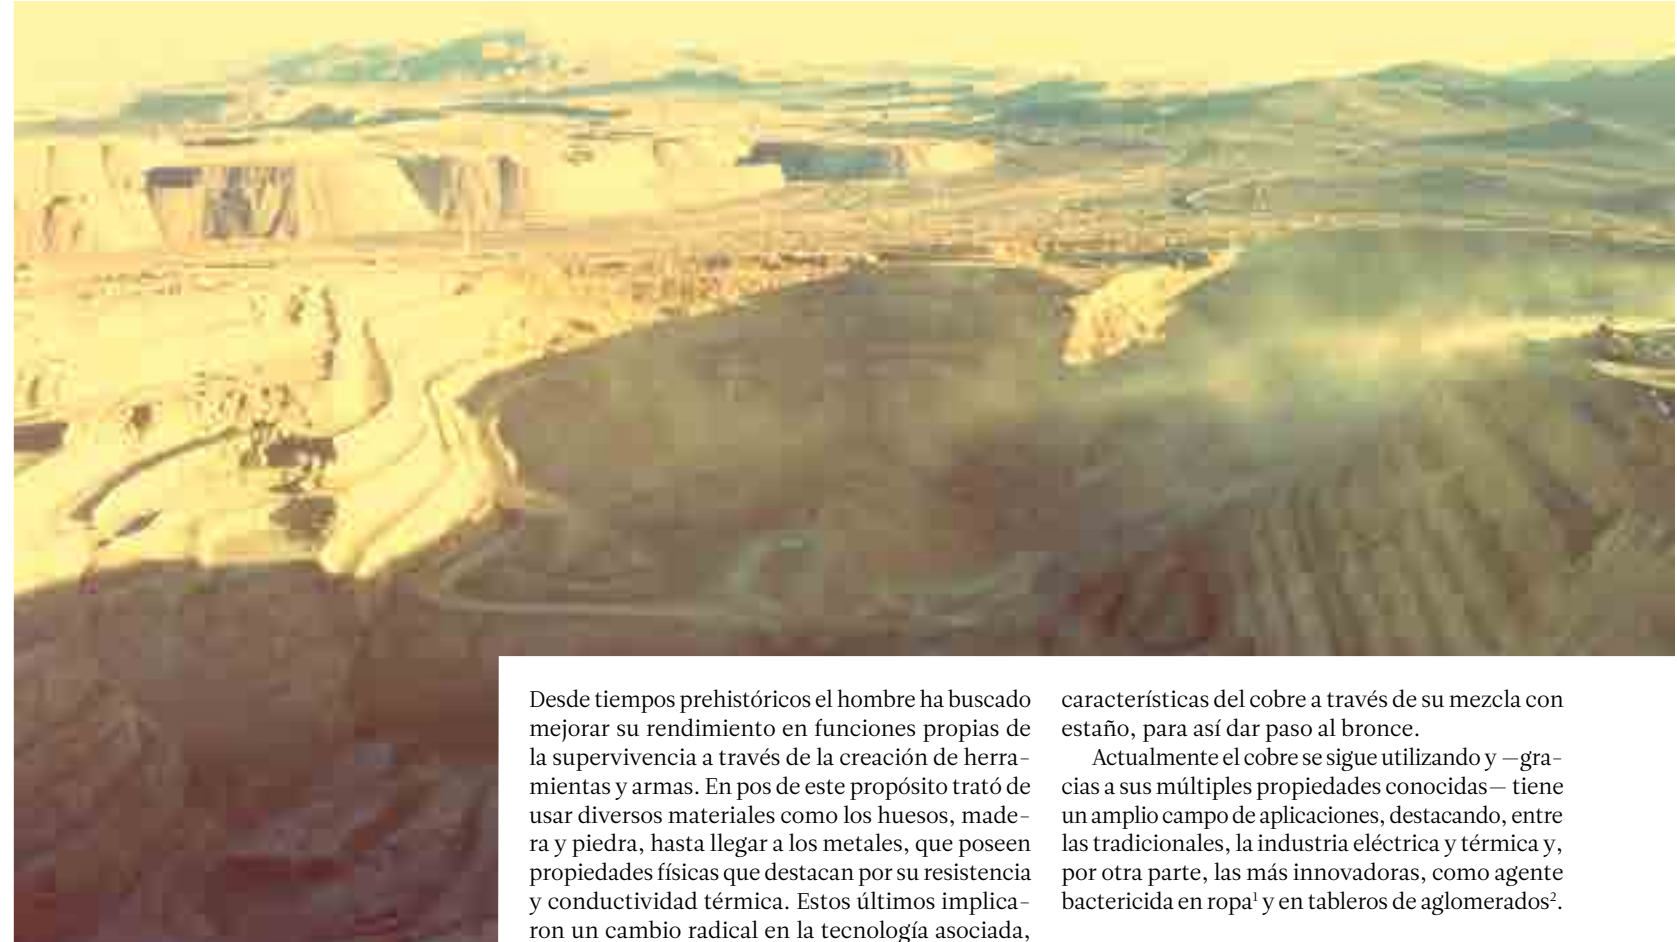 Desde tiempos prehistóricos el hombre ha buscado
mejorar su rendimiento en funciones propias de
la supervivencia a través de la creación de herra-
mientas y armas. En pos de este propósito trató de
usar diversos materiales como los huesos, made-
ra y piedra, hasta llegar a los metales, que poseen
propiedades físicas que destacan por su resistencia
y conductividad térmica. Estos últimos implica-
ron un cambio radical en la tecnología asociada,
características del cobre a través de su mezcla con
estaño, para así dar paso al bronce.
Actualmente el cobre se sigue utilizando y —gra-
cias a sus múltiples propiedades conocidas— tiene
un amplio campo de aplicaciones, destacando, entre
las tradicionales, la industria eléctrica y térmica y,
por otra parte, las más innovadoras, como agente
bactericida en ropa¹ y en tableros de aglomerados².